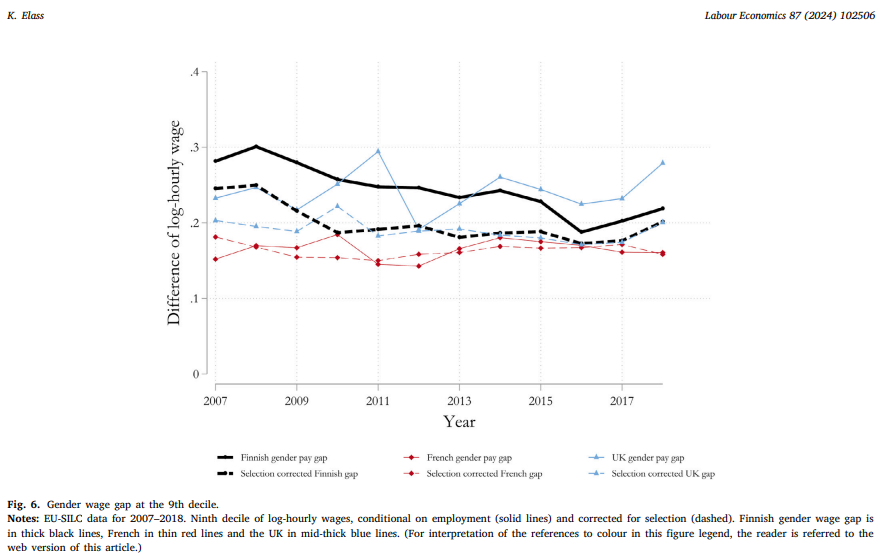 K. Elass
Labour Economics 87 (2024) 102506
.4
.3
.2
.1
0
Difference of log-hourly wage
2007 2009 2011 2013 2015 2017
Year
Finnish gender pay gap French gender pay gap UK gender pay gap
Selection corrected Finnish gap Selection corrected French gap Selection corrected UK gap
Fig. 6. Gender wage gap at the 9th decile.
Notes: EU-SILC data for 2007–2018. Ninth decile of log-hourly wages, conditional on employment (solid lines) and corrected for selection (dashed). Finnish gender wage gap is
in thick black lines, French in thin red lines and the UK in mid-thick blue lines. (For interpretation of the references to colour in this figure legend, the reader is referred to the
web version of this article.)